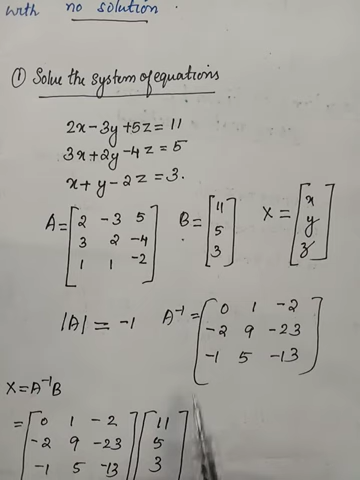 with no solution.
① Solve the system of equations
2x-3y+5z=11
3x+2y-4z=5
x+y-2z=3.
A=[2 -3 5 B=[11 X=[x
3 2 -4 5 y
1 1 -2] 3] z]
|A|=-1 A⁻¹=(0 1 -2
-2 9 -23
-1 5 -13)
X=A⁻¹B
=[0 1 -2 [11
-2 9 -23 5
-1 5 -13] 3]